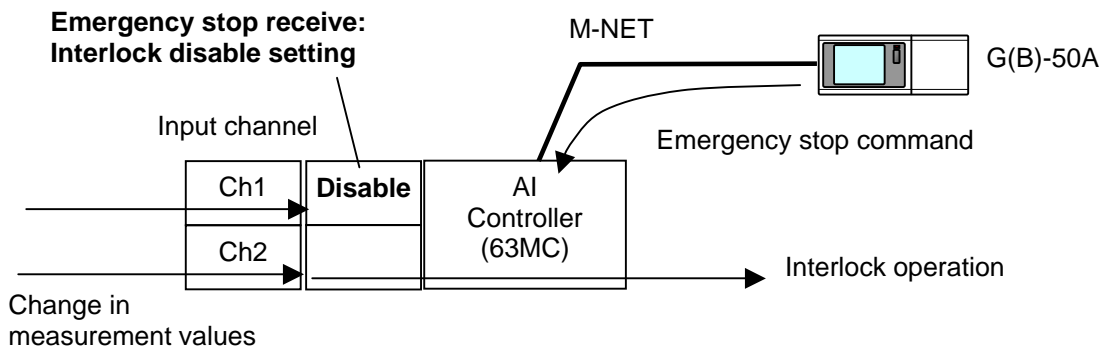 Emergency stop receive:
Interlock disable setting
M-NET
G(B)-50A
Input channel
Emergency stop command
Ch1
Disable
AI
Controller
(63MC)
Ch2
Interlock operation
Change in
measurement values